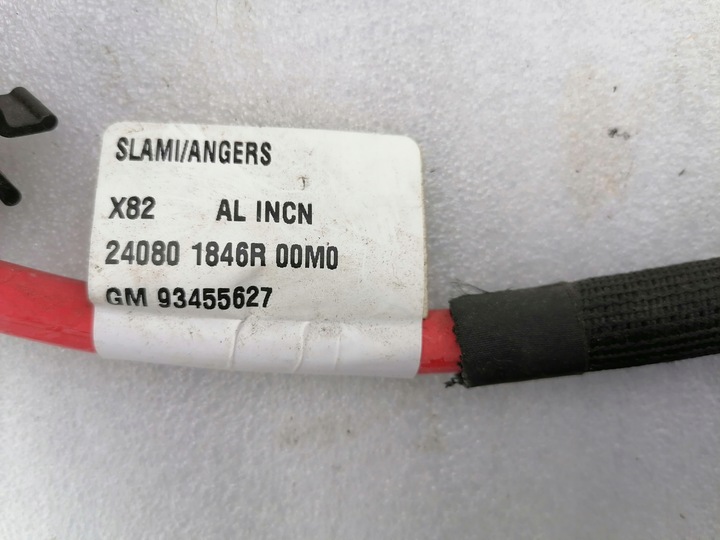 SLAMI/ANGERS
X82 AL INCN
24080 1846R 00M0
GM 93455627